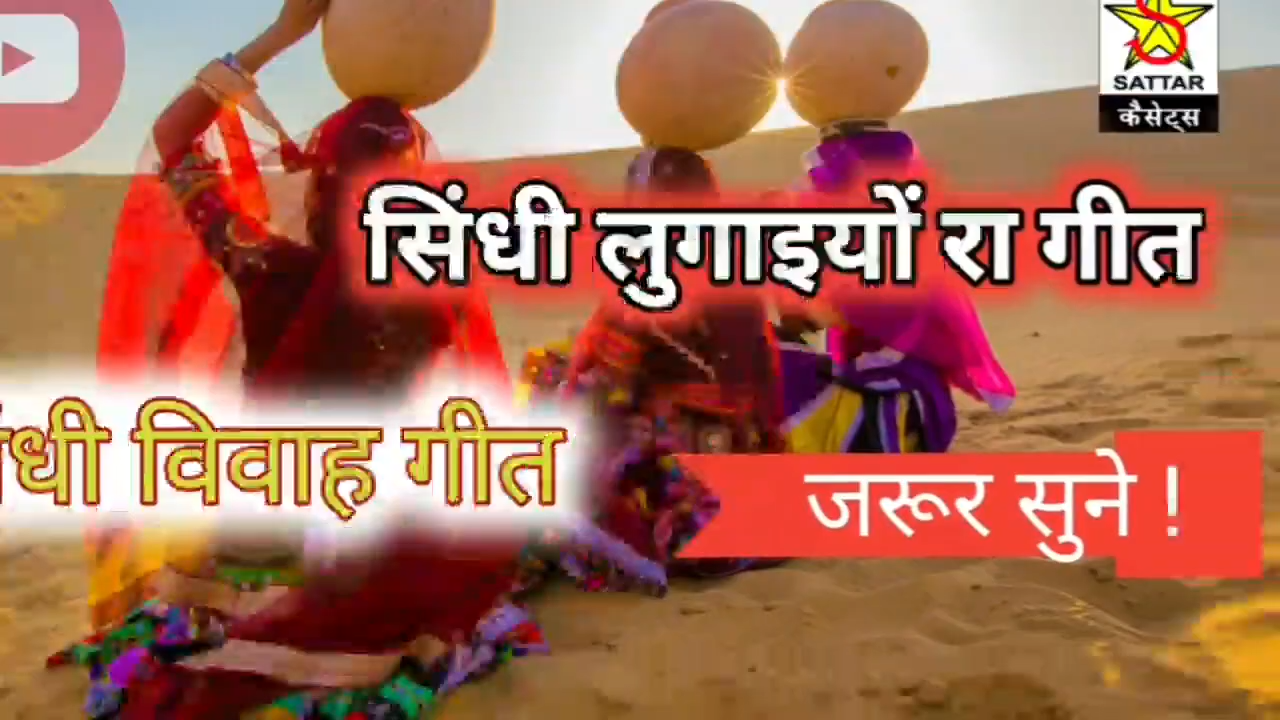 SATTAR
कैसेट्स
सिंधी लुगाइयों रा गीत
विवाह गीत
जरूर सुने !